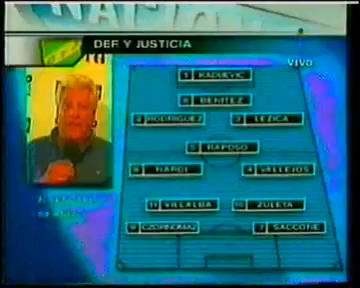 DEF Y JUSTICIA
VIVO
1 KADIJEVIC
6 BENITEZ
2 RODRIGUEZ
3 LEZICA
5 RAPOSO
8 NARDI
4 VALLEJOS
11 VILLALBA
10 ZULETA
9 CZORNOMAZ
7 SACCONE